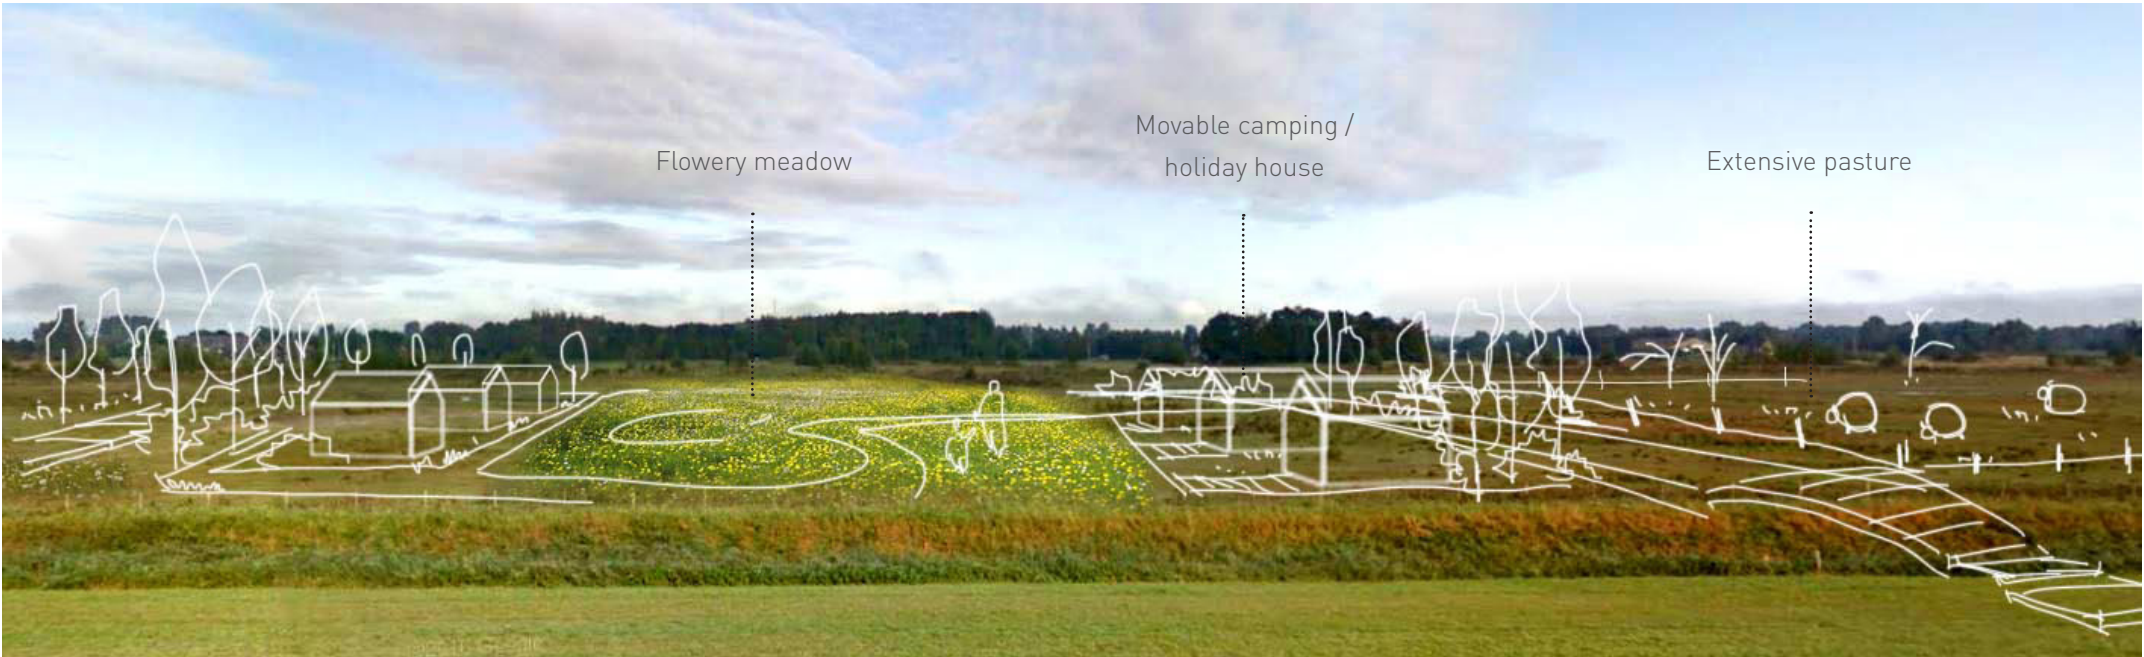 Flowery meadow
Movable camping /
holiday house
Extensive pasture